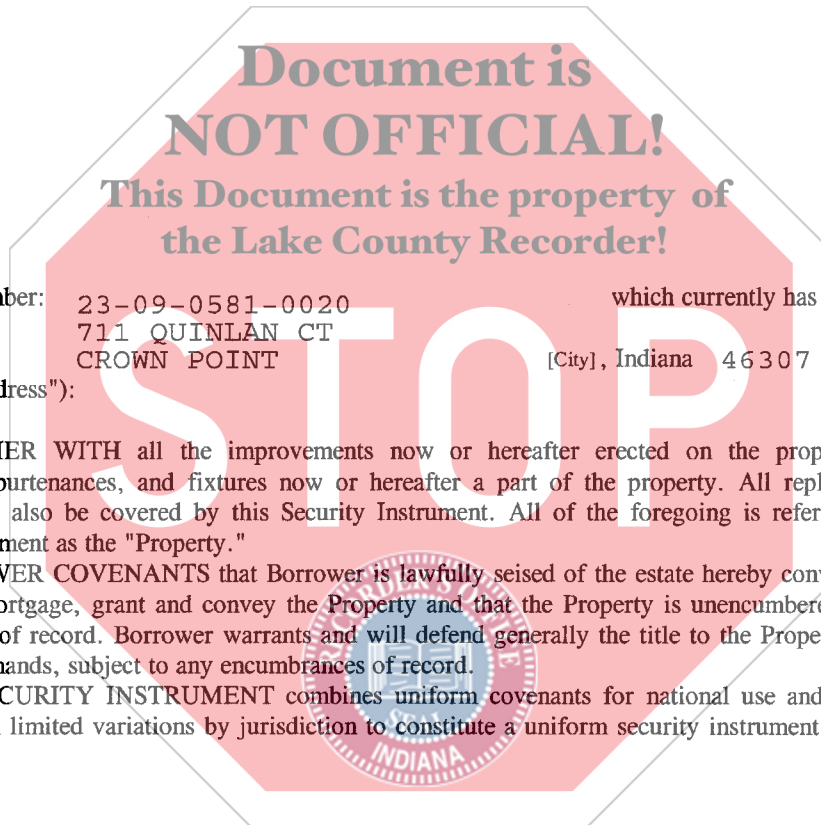 Document is
NOT OFFICIAL!
This Document is the property of
the Lake County Recorder!
ber: 23-09-0581-0020 which currently has
711 QUINLAN CT
CROWN POINT [City], Indiana 46307
dress"):
STOP
ER WITH all the improvements now or hereafter erected on the prop
purtenances, and fixtures now or hereafter a part of the property. All repl
also be covered by this Security Instrument. All of the foregoing is refer
ment as the "Property."
VER COVENANTS that Borrower is lawfully seised of the estate hereby conv
ortgage, grant and convey the Property and that the Property is unencumbere
of record. Borrower warrants and will defend generally the title to the Prope
nands, subject to any encumbrances of record.
CURITY INSTRUMENT combines uniform covenants for national use and
limited variations by jurisdiction to constitute a uniform security instrument
RECORDER'S OFFICE
SEAL
INDIANA